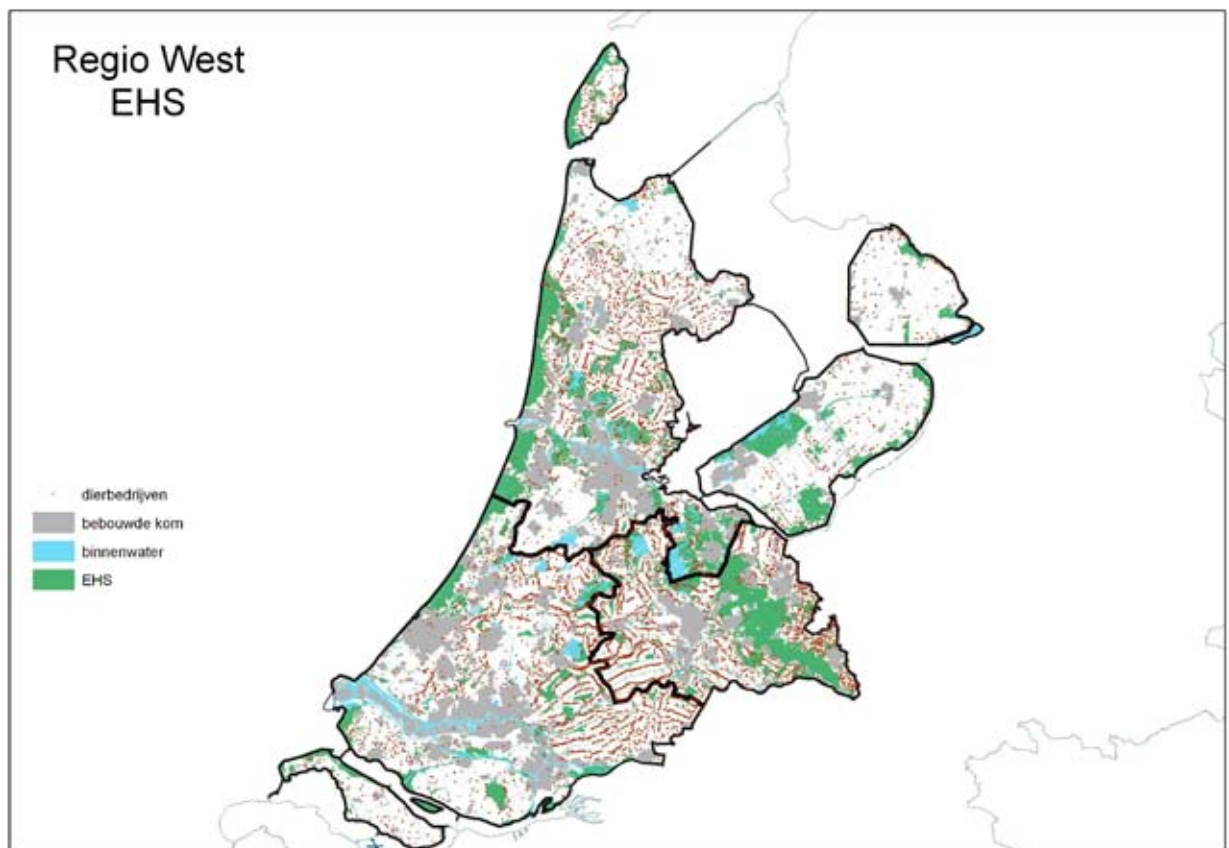 Regio West
EHS
dierbedrijven
bebouwde kom
binnenwater
EHS